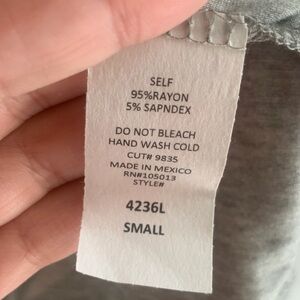 SELF
95%RAYON
5% SAPNDEX
DO NOT BLEACH
HAND WASH COLD
CUT# 9835
MADE IN MEXICO
RN#105013
STYLE#
4236L
SMALL